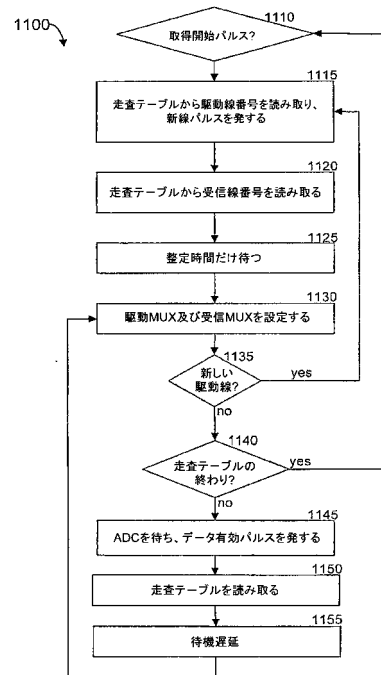 1100
1110
取得開始パルス?
1115
走査テーブルから駆動線番号を読み取り、
新線パルスを発する
1120
走査テーブルから受信線番号を読み取る
1125
整定時間だけ待つ
1130
駆動MUX及び受信MUXを設定する
1135
新しい
駆動線?
yes
no
1140
走査テーブルの
終わり?
yes
no
1145
ADCを待ち、データ有効パルスを発する
1150
走査テーブルを読み取る
1155
待機遅延